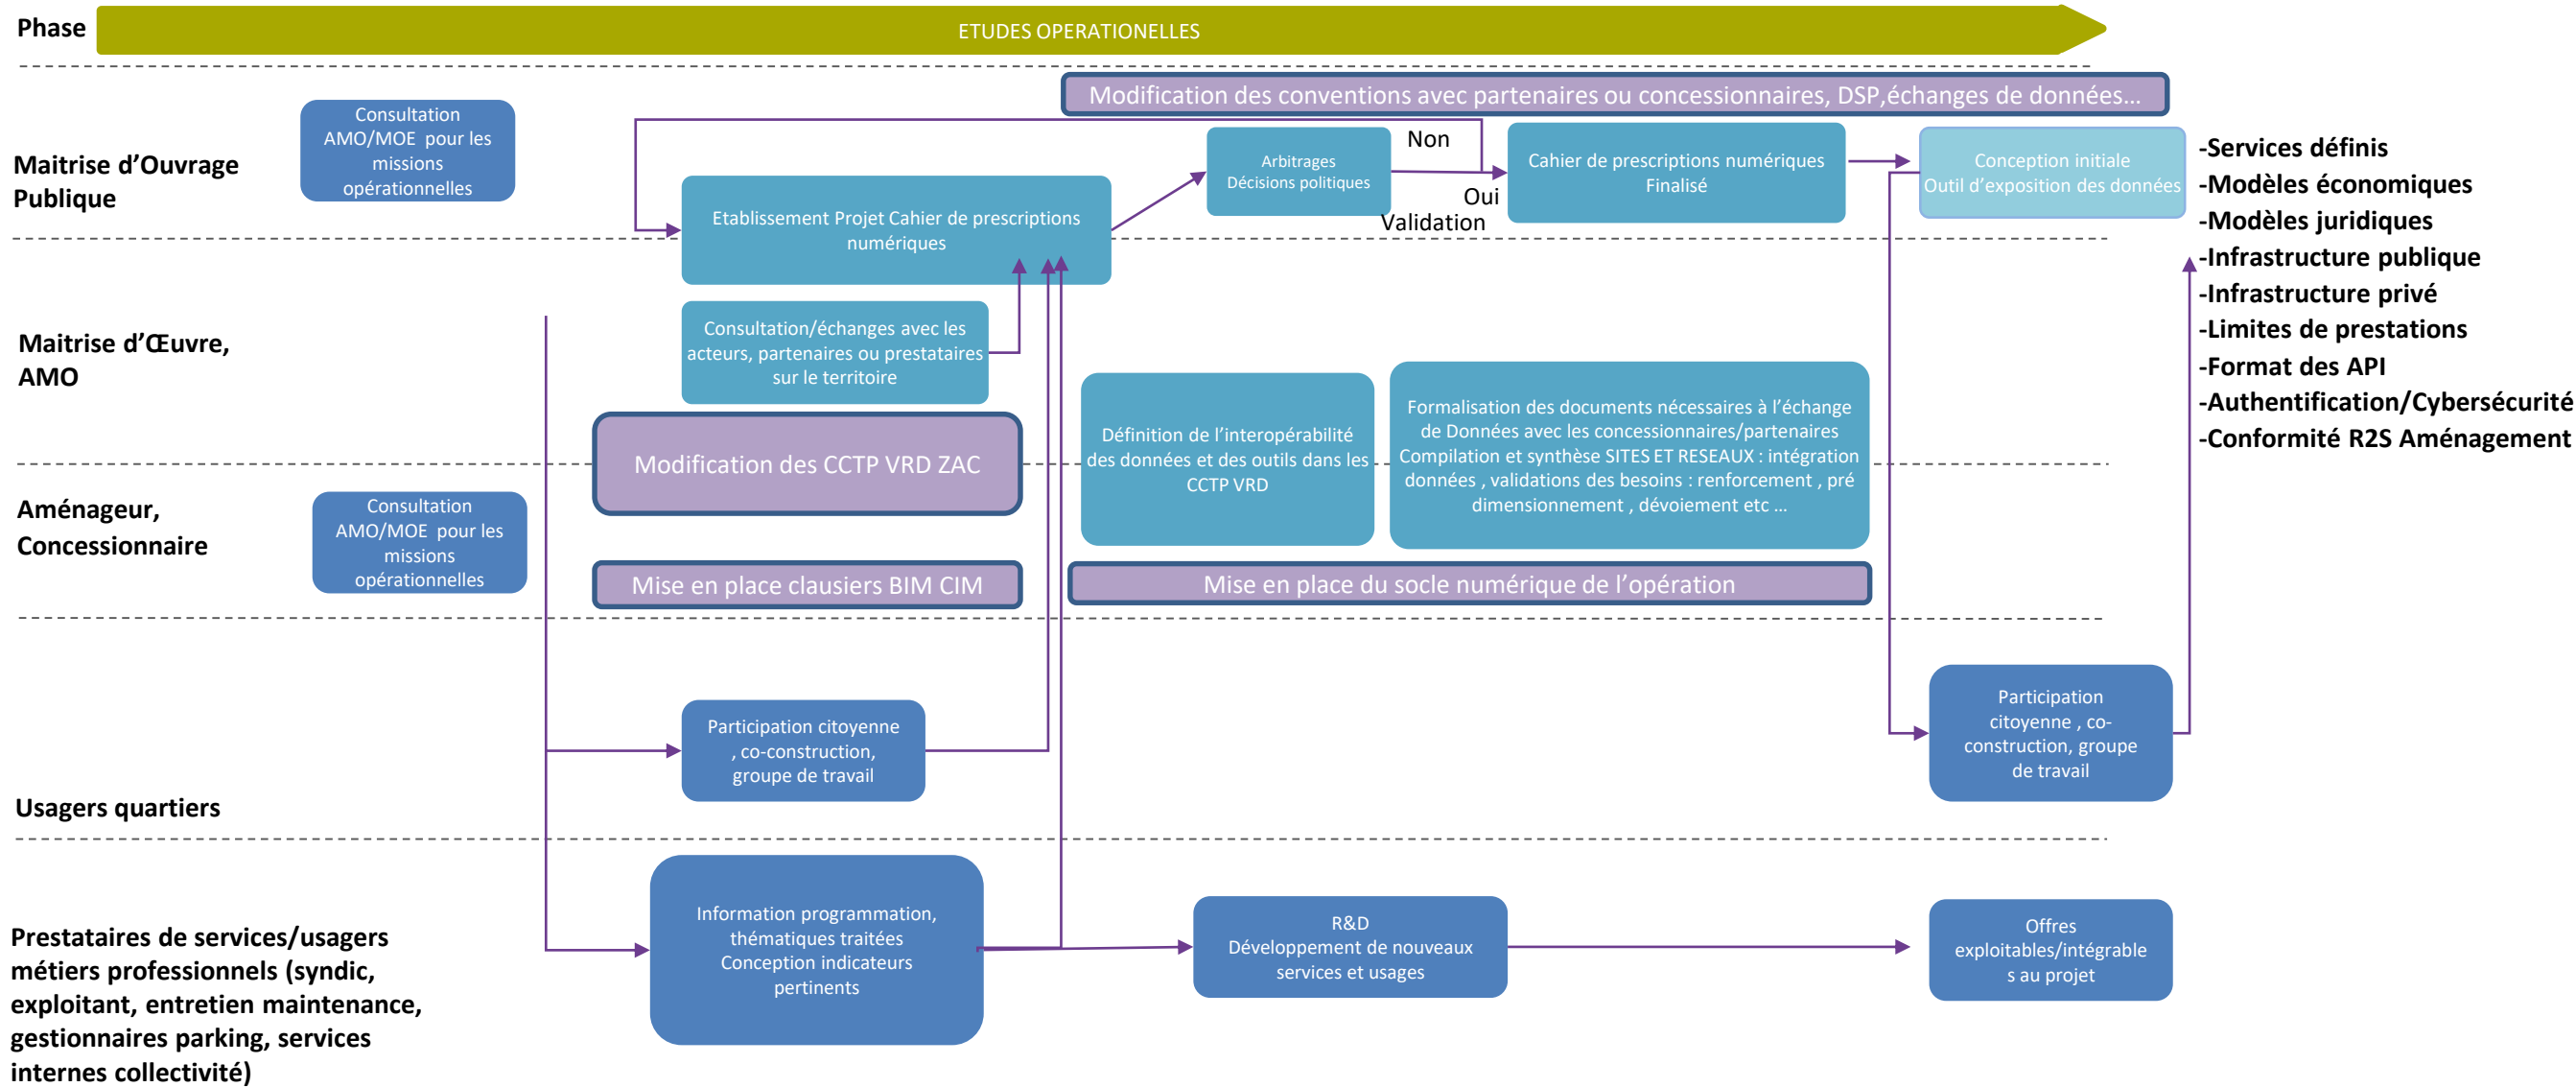 Phase
ETUDES OPERATIONELLES
Modification des conventions avec partenaires ou concessionnaires, DSP,échanges de données...
Maitrise d'Ouvrage
Publique
Consultation
AMO/MOE pour les
missions
opérationnelles
Etablissement Projet Cahier de prescriptions
numériques
Arbitrages
Décisions politiques
Non
Oui
Validation
Cahier de prescriptions numériques
Finalisé
Conception initiale
Outil d'exposition des données
-Services définis
-Modèles économiques
-Modèles juridiques
-Infrastructure publique
-Infrastructure privé
-Limites de prestations
-Format des API
-Authentification/Cybersécurité
-Conformité R2S Aménagement
Maitrise d'Œuvre,
AMO
Consultation/échanges avec les
acteurs, partenaires ou prestataires
sur le territoire
Modification des CCTP VRD ZAC
Définition de l'interopérabilité
des données et des outils dans les
CCTP VRD
Formalisation des documents nécessaires à l'échange
de Données avec les concessionnaires/partenaires
Compilation et synthèse SITES ET RESEAUX : intégration
données , validations des besoins : renforcement , pré
dimensionnement , dévoiement etc ...
Aménageur,
Concessionnaire
Consultation
AMO/MOE pour les
missions
opérationnelles
Mise en place clausiers BIM CIM
Mise en place du socle numérique de l'opération
Usagers quartiers
Participation citoyenne
, co-construction,
groupe de travail
Participation
citoyenne , co-
construction, groupe
de travail
Prestataires de services/usagers
métiers professionnels (syndic,
exploitant, entretien maintenance,
gestionnaires parking, services
internes collectivité)
Information programmation,
thématiques traitées
Conception indicateurs
pertinents
R&D
Développement de nouveaux
services et usages
Offres
exploitables/intégrable
s au projet